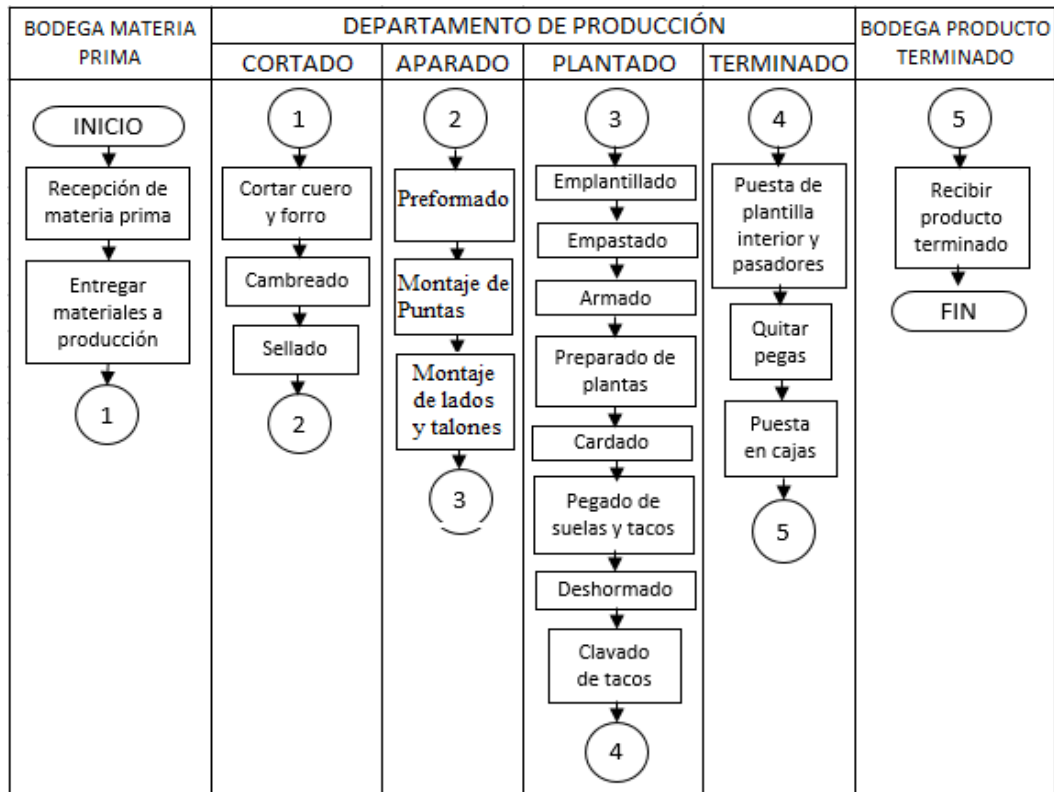 BODEGA MATERIA
PRIMA
DEPARTAMENTO DE PRODUCCIÓN
CORTADO
APARADO
PLANTADO
TERMINADO
BODEGA PRODUCTO
TERMINADO
INICIO
Recepción de
materia prima
Entregar
materiales a
producción
1
1
Cortar cuero
y forro
Cambreado
Sellado
2
2
Preformado
Montaje de
Puntas
Montaje
de lados
y talones
3
3
Emplantillado
Empastado
Armado
Preparado de
plantas
Cardado
Pegado de
suelas y tacos
Deshormado
Clavado
de tacos
4
4
Puesta de
plantilla
interior y
pasadores
Quitar
pegas
Puesta
en cajas
5
5
Recibir
producto
terminado
FIN